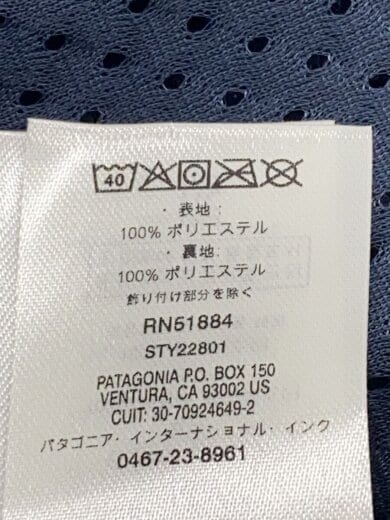 40
・表地：
100% ポリエステル
・裏地：
100% ポリエステル
飾り付け部分を除く
RN51884
STY22801
PATAGONIA P.O. BOX 150
VENTURA, CA 93002 US
CUIT: 30-70924649-2
パタゴニア・インターナショナル・インク
0467-23-8961